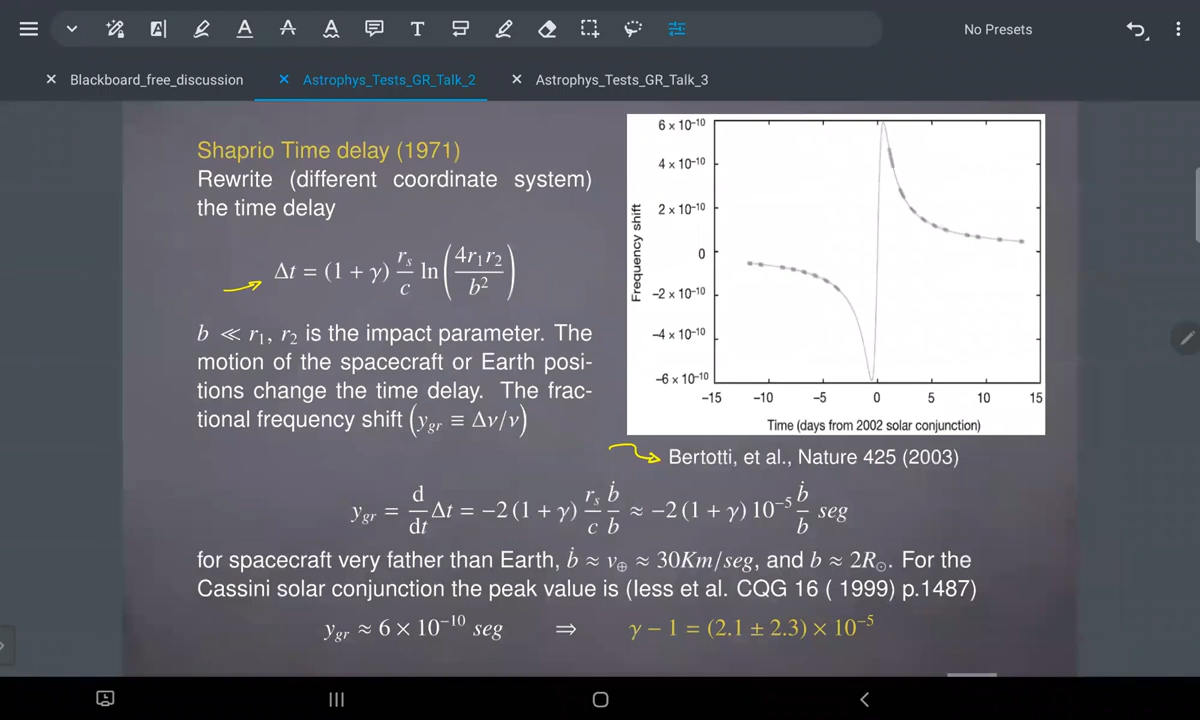 No Presets
Blackboard_free_discussion
Astrophys_Tests_GR_Talk_2
Astrophys_Tests_GR_Talk_3
Shaprio Time delay (1971)
Rewrite (different coordinate system)
the time delay
Δt = (1 + γ) r_s/c ln(4r₁r₂/b²)
b ≪ r₁, r₂ is the impact parameter. The
motion of the spacecraft or Earth posi-
tions change the time delay. The frac-
tional frequency shift (y_gr ≡ Δν/ν)
6 x 10⁻¹⁰
4 x 10⁻¹⁰
2 x 10⁻¹⁰
0
−2 x 10⁻¹⁰
−4 x 10⁻¹⁰
−6 x 10⁻¹⁰
Frequency shift
−15 −10 −5 0 5 10 15
Time (days from 2002 solar conjunction)
Bertotti, et al., Nature 425 (2003)
y_gr = d/dt Δt = −2 (1 + γ) r_s/c ḃ/b ≈ −2 (1 + γ) 10⁻⁵ ḃ/b seg
for spacecraft very father than Earth, ḃ ≈ v_⊕ ≈ 30Km/seg, and b ≈ 2R_⊙. For the
Cassini solar conjunction the peak value is (less et al. CQG 16 ( 1999) p.1487)
y_gr ≈ 6 × 10⁻¹⁰ seg ⇒ γ − 1 = (2.1 ± 2.3) × 10⁻⁵